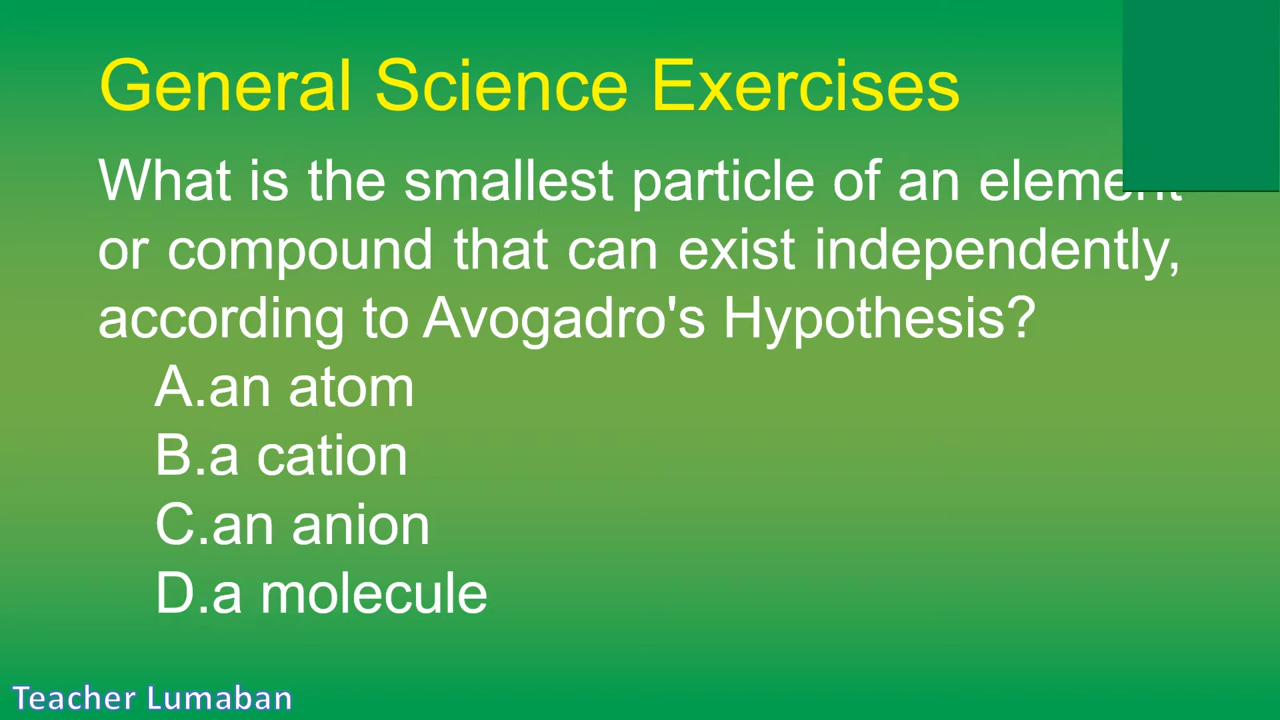 General Science Exercises
What is the smallest particle of an element
or compound that can exist independently,
according to Avogadro's Hypothesis?
A.an atom
B.a cation
C.an anion
D.a molecule
Teacher Lumaban